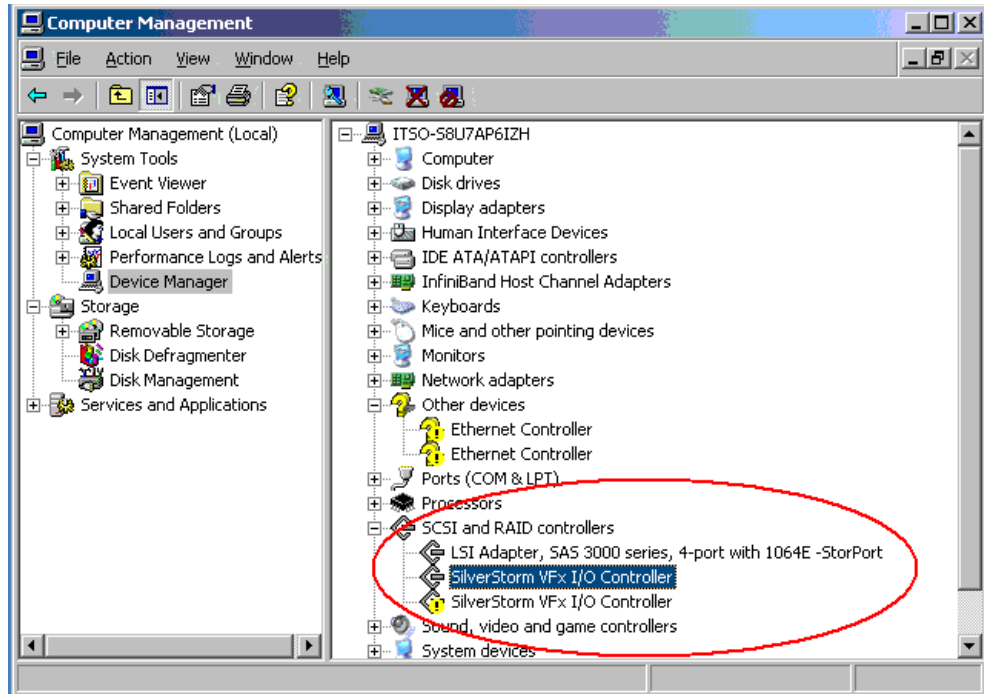 Computer Management
File Action View Window Help
Computer Management (Local)
System Tools
Event Viewer
Shared Folders
Local Users and Groups
Performance Logs and Alerts
Device Manager
Storage
Removable Storage
Disk Defragmenter
Disk Management
Services and Applications
ITSO-S8U7AP6IZH
Computer
Disk drives
Display adapters
Human Interface Devices
IDE ATA/ATAPI controllers
InfiniBand Host Channel Adapters
Keyboards
Mice and other pointing devices
Monitors
Network adapters
Other devices
Ethernet Controller
Ethernet Controller
Ports (COM & LPT)
Processors
SCSI and RAID controllers
LSI Adapter, SAS 3000 series, 4-port with 1064E -StorPort
SilverStorm VFx I/O Controller
SilverStorm VFx I/O Controller
Sound, video and game controllers
System devices